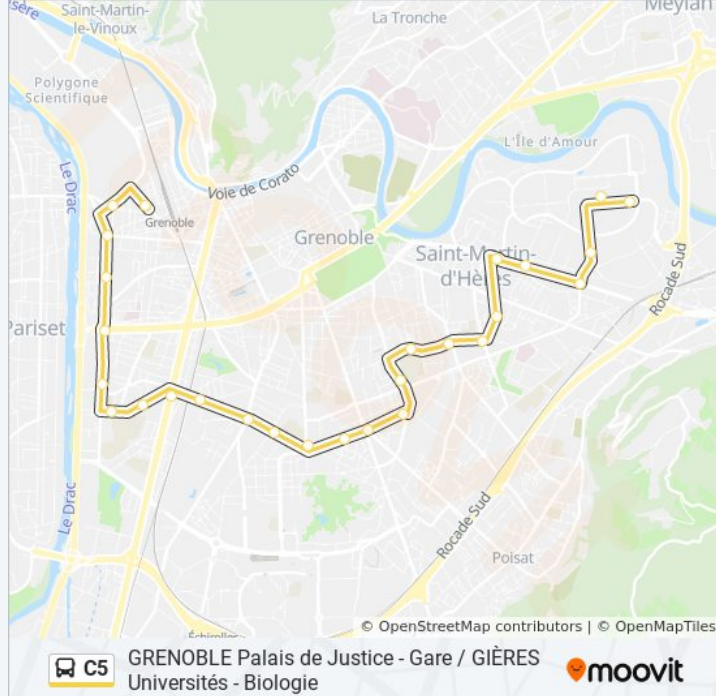 Isère
Saint-Martin-
le-Vinoux
La Tronche
Meylan
Polygone
Scientifique
L'Île d'Amour
Le Drac
Voie de Corato
Grenoble
Grenoble
Saint-Martin-
d'Hères
Rocade Sud
Pariset
Le Drac
Rocade Sud
Poisat
Échirolles
© OpenStreetMap contributors | © OpenMapTiles
C5
GRENOBLE Palais de Justice - Gare / GIÈRES
Universités - Biologie
moovit